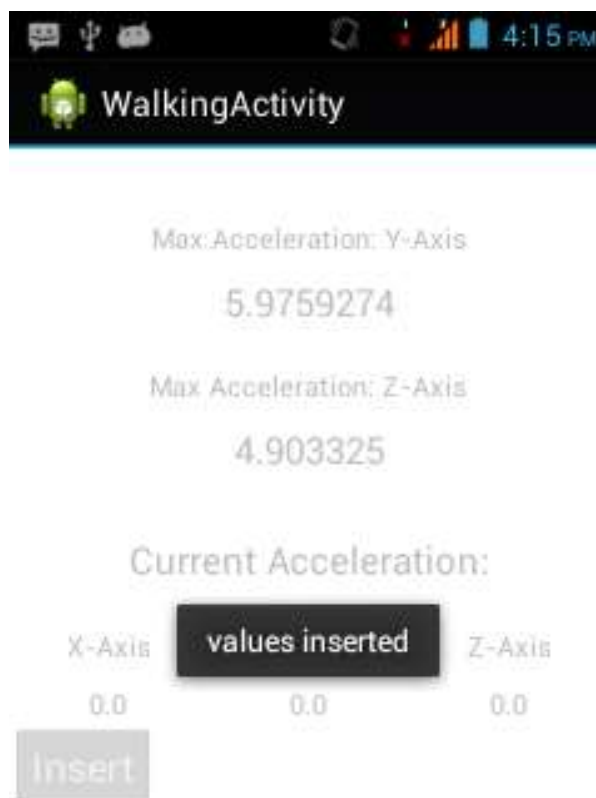 4:15 PM
WalkingActivity
Max Acceleration: Y-Axis
5.9759274
Max Acceleration: Z-Axis
4.903325
Current Acceleration:
X-Axis
values inserted
Z-Axis
0.0
0.0
0.0
Insert